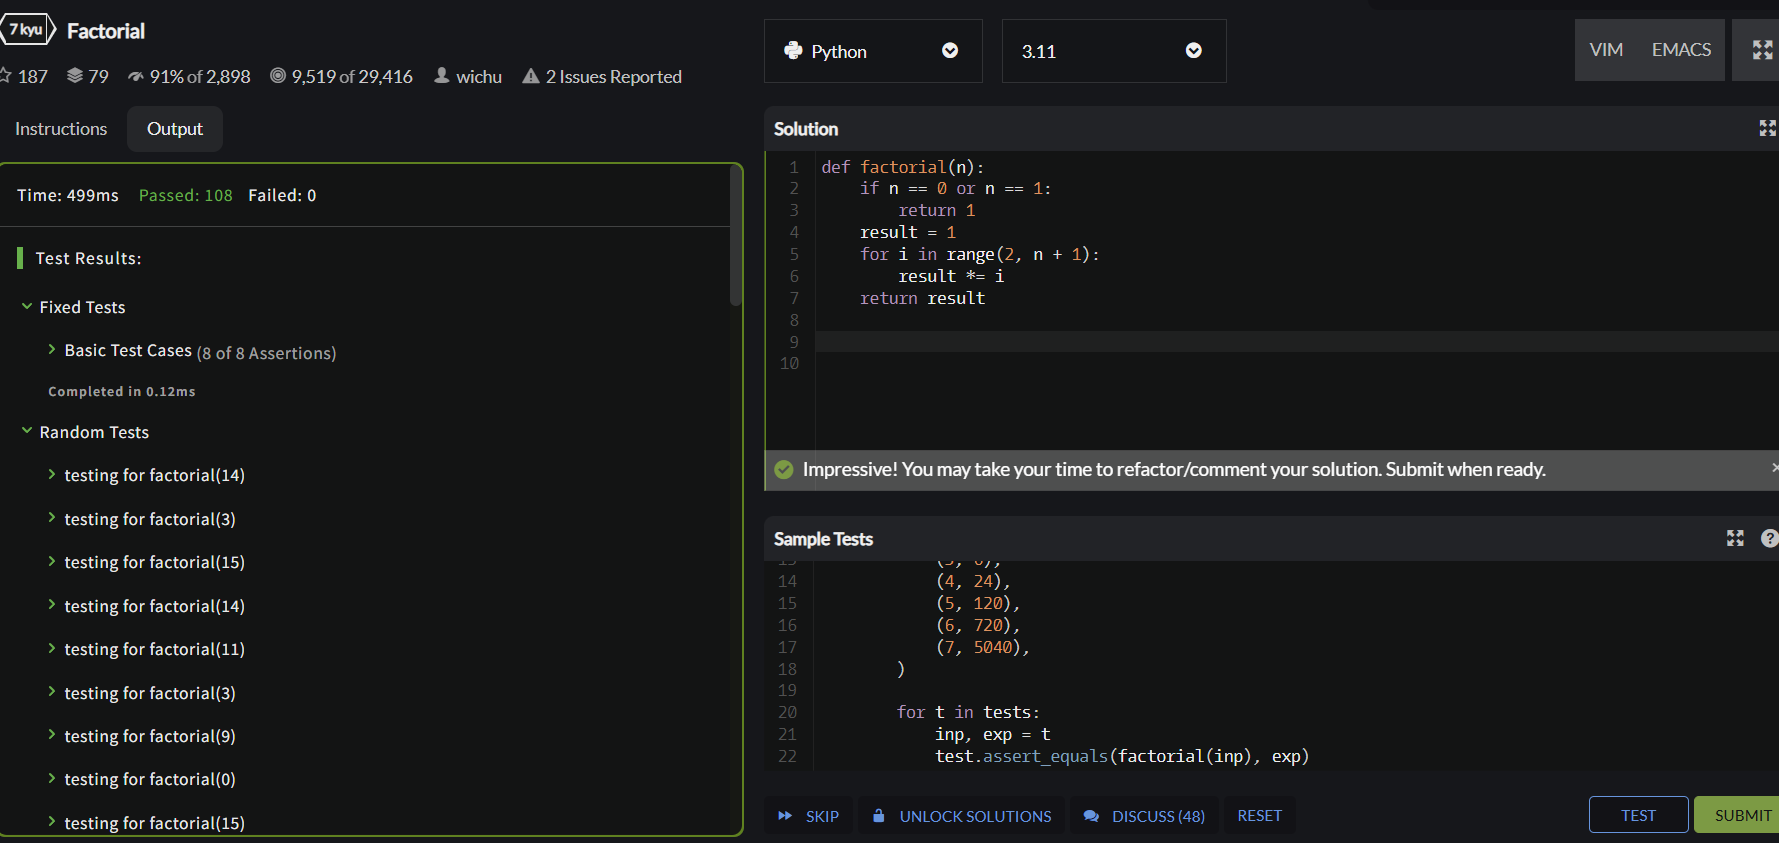 7 kyu Factorial
187 79 91% of 2,898 9,519 of 29,416 wichu 2 Issues Reported
Instructions Output
Time: 499ms Passed: 108 Failed: 0
Test Results:
Fixed Tests
Basic Test Cases (8 of 8 Assertions)
Completed in 0.12ms
Random Tests
testing for factorial(14)
testing for factorial(3)
testing for factorial(15)
testing for factorial(14)
testing for factorial(11)
testing for factorial(3)
testing for factorial(9)
testing for factorial(0)
testing for factorial(15)
Python 3.11 VIM EMACS
Solution
1 def factorial(n):
2     if n == 0 or n == 1:
3         return 1
4     result = 1
5     for i in range(2, n + 1):
6         result *= i
7     return result
8
9
10
Impressive! You may take your time to refactor/comment your solution. Submit when ready. ×
Sample Tests ?
14             (4, 24),
15             (5, 120),
16             (6, 720),
17             (7, 5040),
18         )
19
20         for t in tests:
21             inp, exp = t
22             test.assert_equals(factorial(inp), exp)
SKIP UNLOCK SOLUTIONS DISCUSS (48) RESET TEST SUBMIT